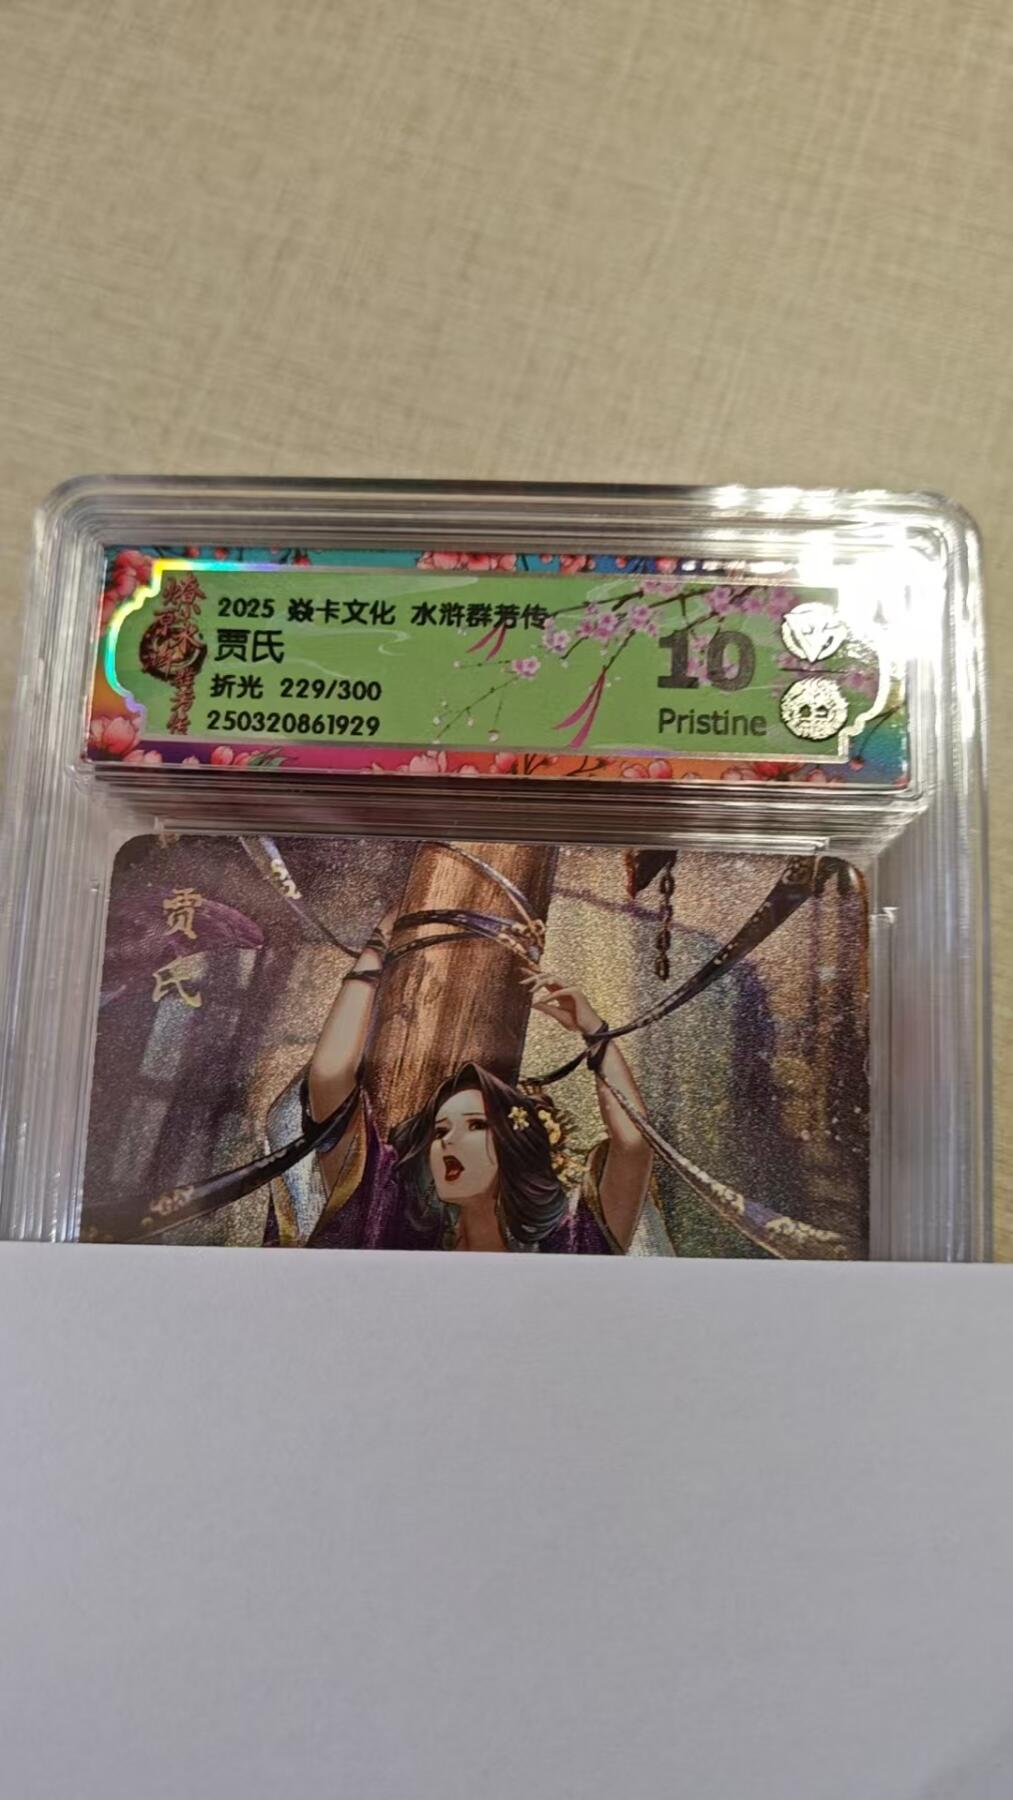 2025 焱卡文化 水浒群芳传
贾氏
折光 229/300
250320861929
10
Pristine
贾氏